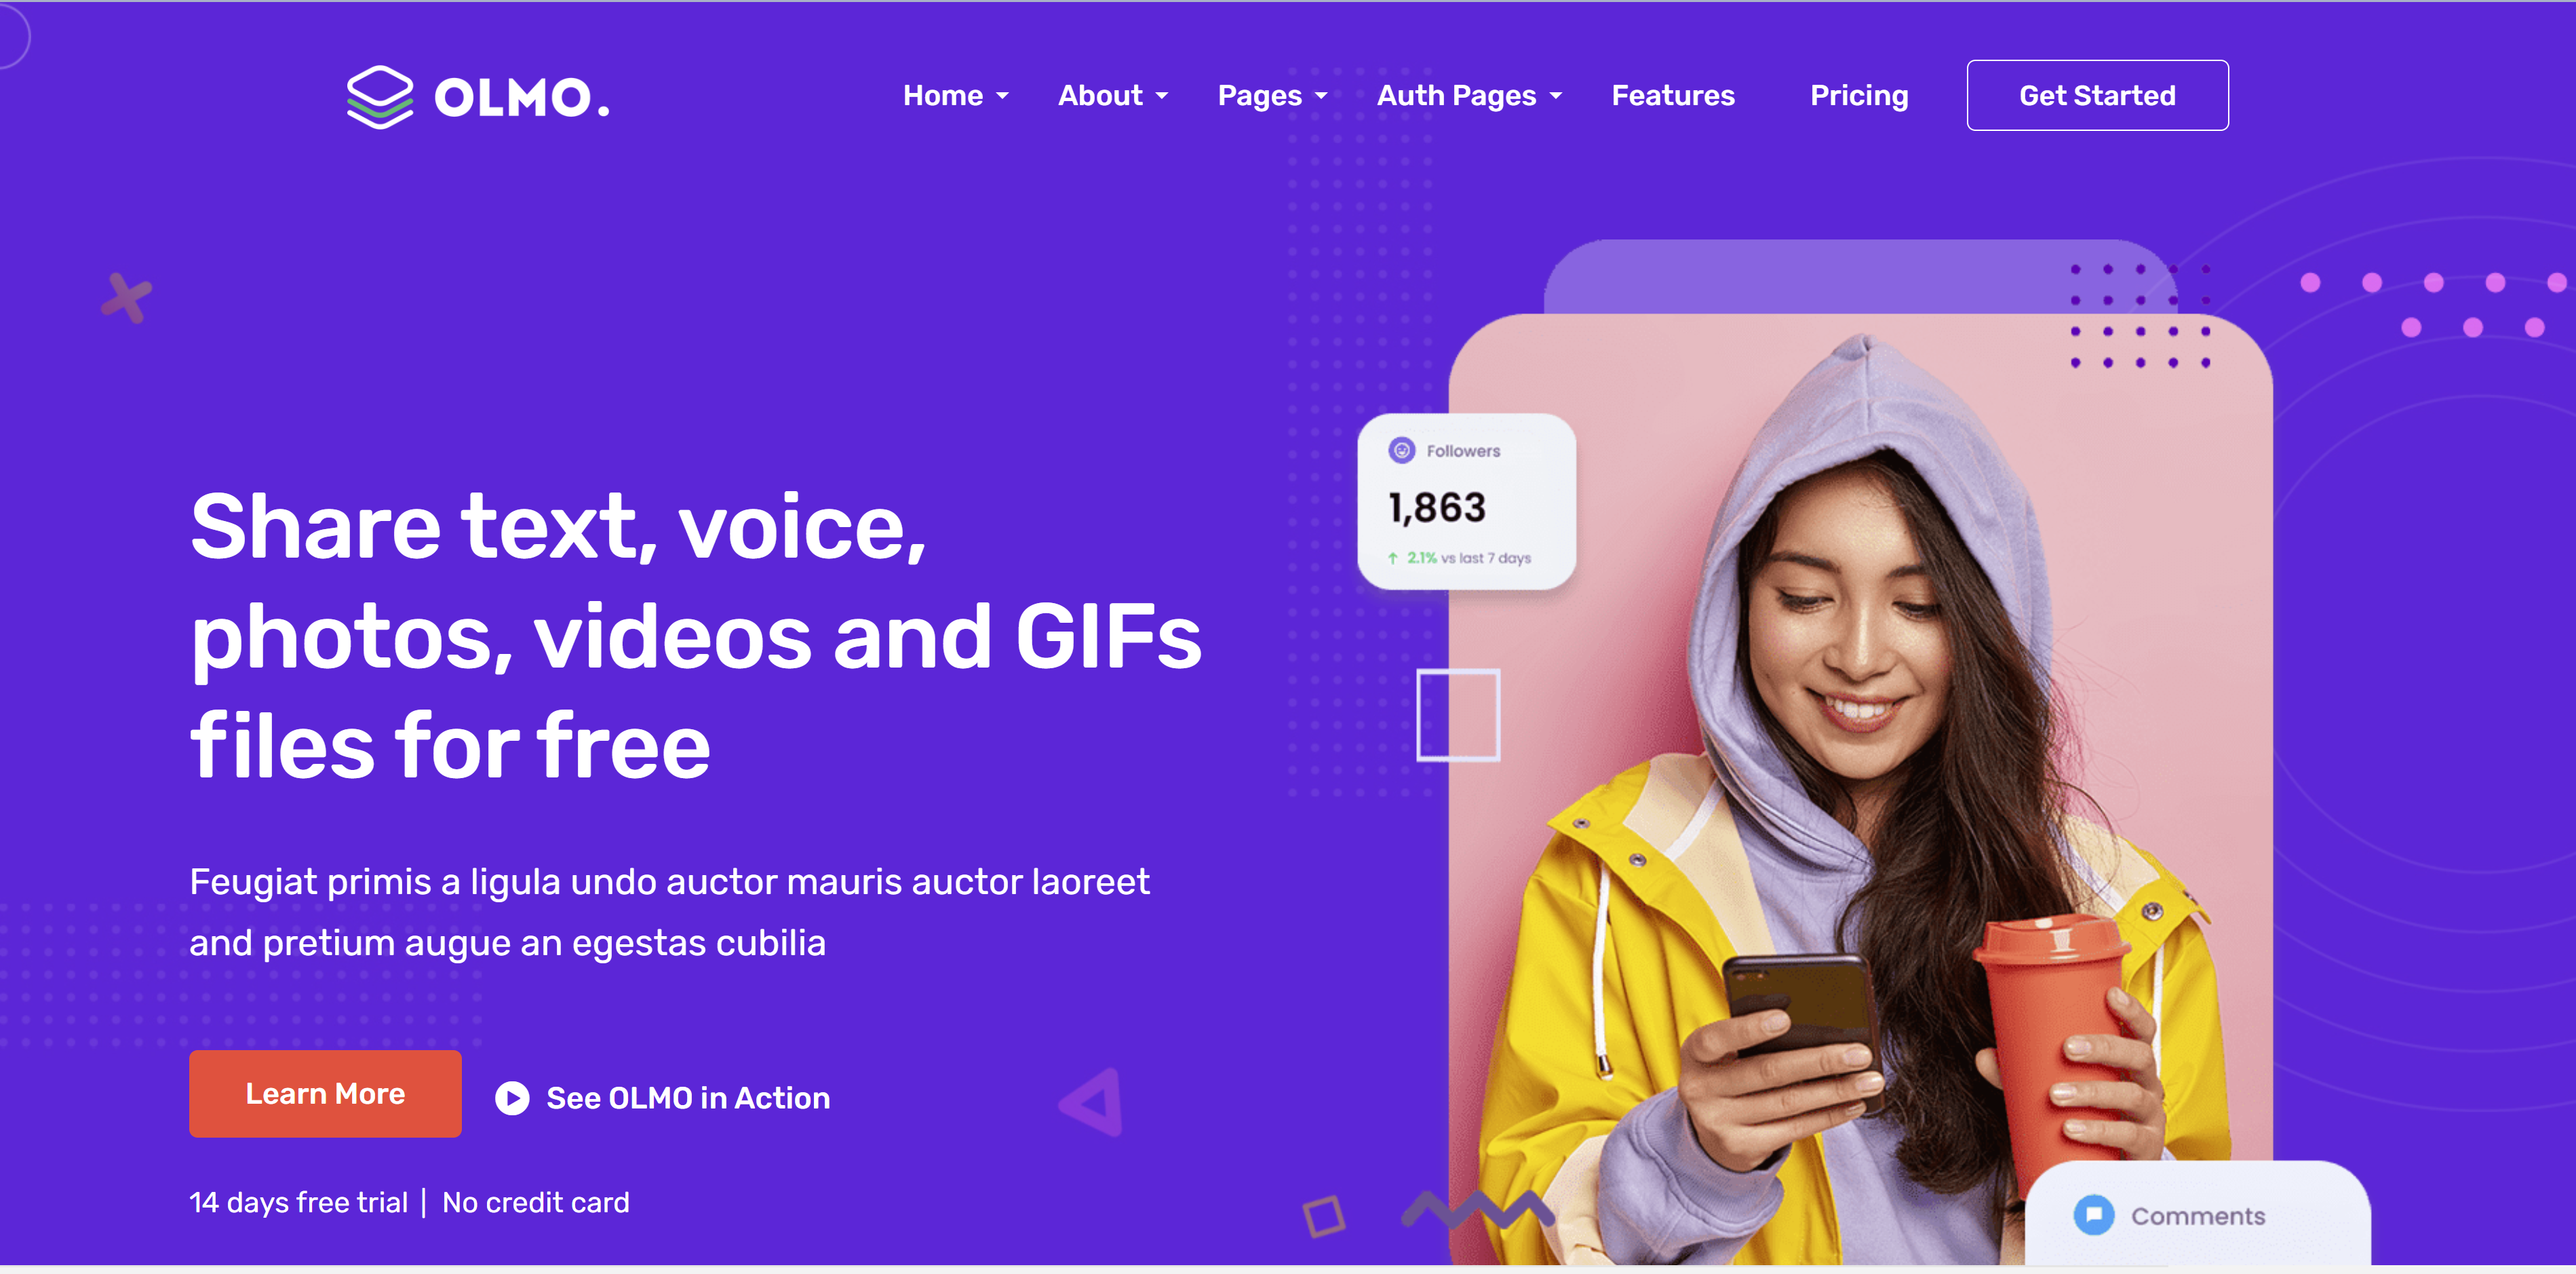 OLMO.
Home
About
Pages
Auth Pages
Features
Pricing
Get Started
Share text, voice,
photos, videos and GIFs
files for free
Feugiat primis a ligula undo auctor mauris auctor laoreet
and pretium augue an egestas cubilia
Learn More
See OLMO in Action
14 days free trial | No credit card
Followers
1,863
↑ 2.1% vs last 7 days
Comments